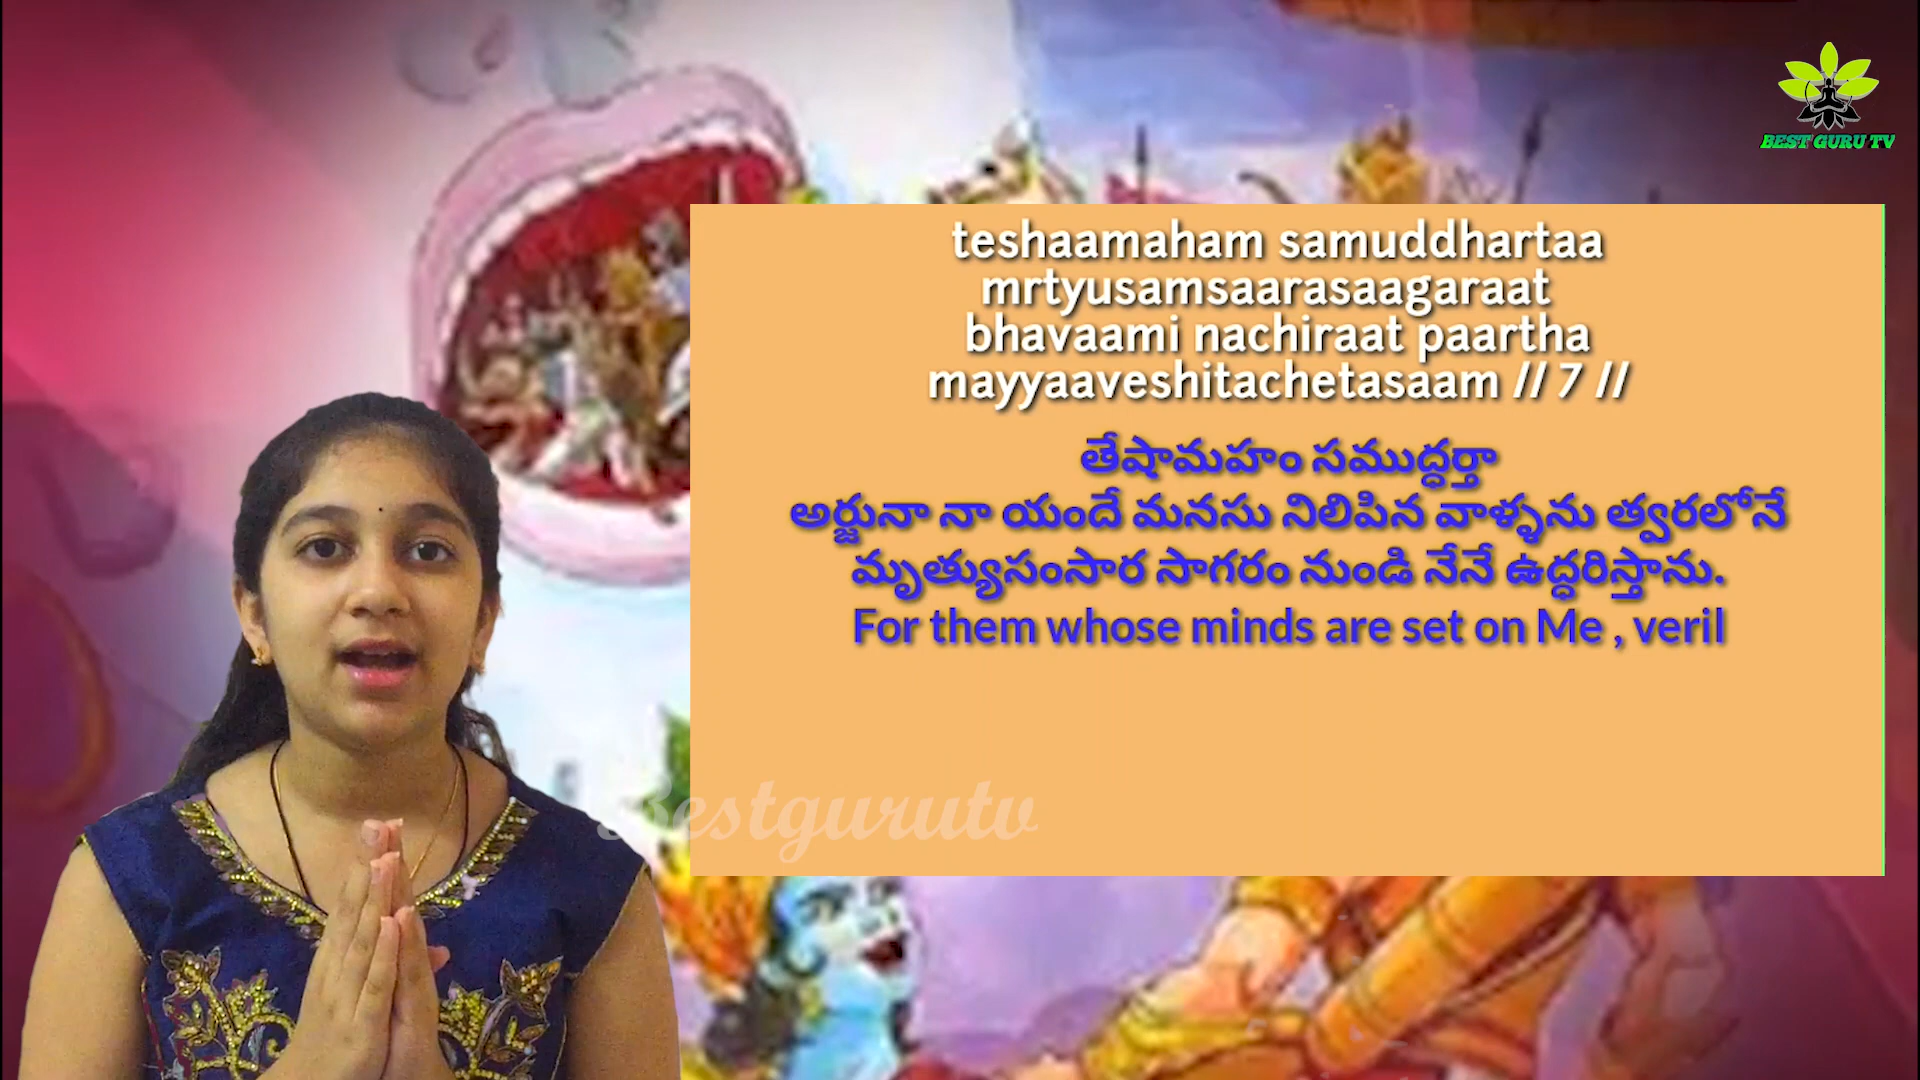 BEST GURU TV
teshaamaham samuddhartaa
mrtyusamsaarasaagaraat
bhavaami nachiraat paartha
mayyaaveshitachetasaam // 7 //
తేషామహం సముద్ధర్తా
అర్జునా నా యందే మనసు నిలిపిన వాళ్ళను త్వరలోనే
మృత్యుసంసార సాగరం నుండి నేనే ఉద్ధరిస్తాను.
For them whose minds are set on Me , veril
Bestgurutv